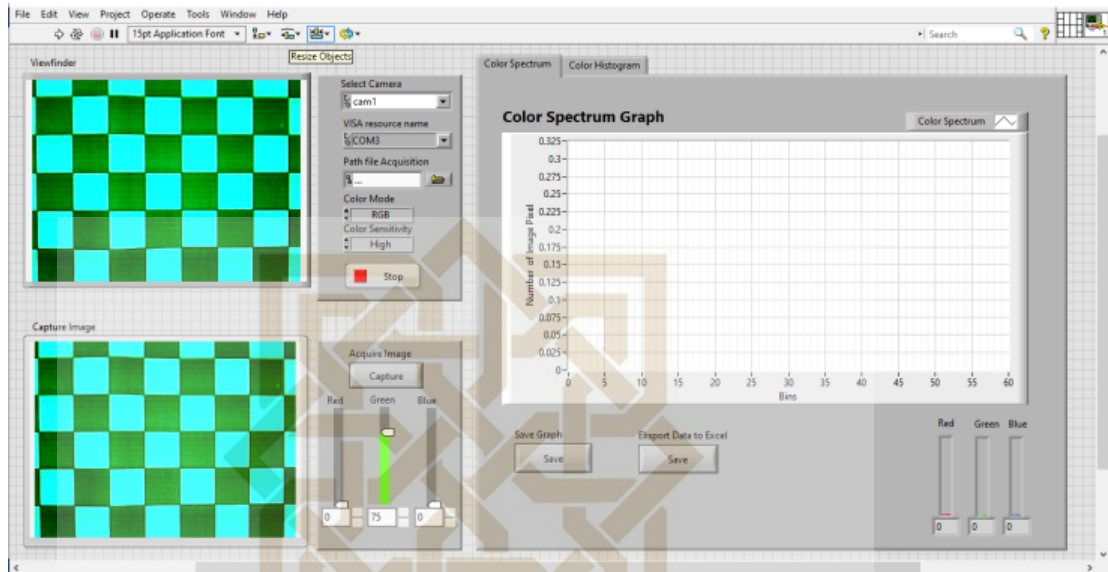 File Edit View Project Operate Tools Window Help
15pt Application Font
Search
Resize Objects
Viewfinder
Select Camera
cam1
VISA resource name
COM3
Path file Acquisition
...
Color Mode
RGB
Color Sensitivity
High
Stop
Capture Image
Acquire Image
Capture
Red Green Blue
0 75 0
Color Spectrum Color Histogram
Color Spectrum Graph
Color Spectrum
Number of Image Pixel
0.325
0.3
0.275
0.25
0.225
0.2
0.175
0.15
0.125
0.1
0.075
0.05
0.025
0
0 5 10 15 20 25 30 35 40 45 50 55 60
Bins
Save Graph
Save
Eksport Data to Excel
Save
Red Green Blue
0 0 0